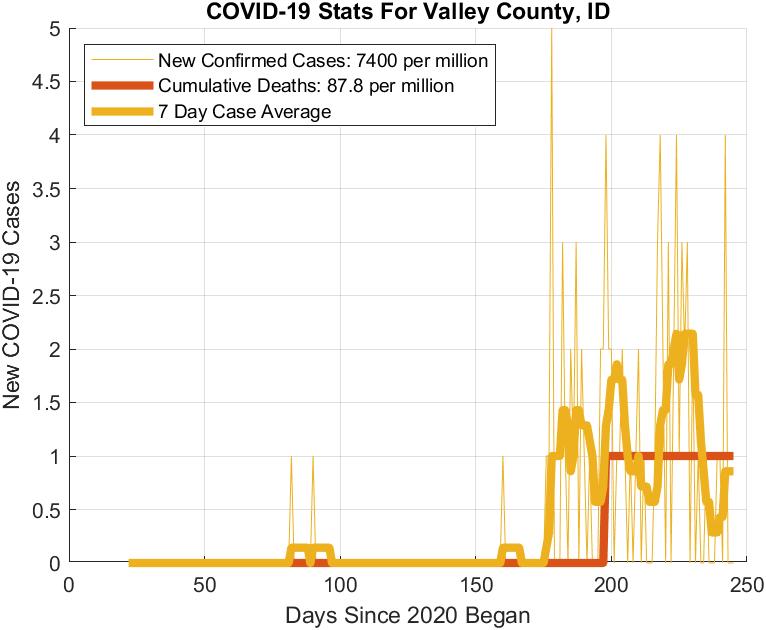 COVID-19 Stats For Valley County, ID
New Confirmed Cases: 7400 per million
Cumulative Deaths: 87.8 per million
7 Day Case Average
New COVID-19 Cases
5
4.5
4
3.5
3
2.5
2
1.5
1
0.5
0
0 50 100 150 200 250
Days Since 2020 Began